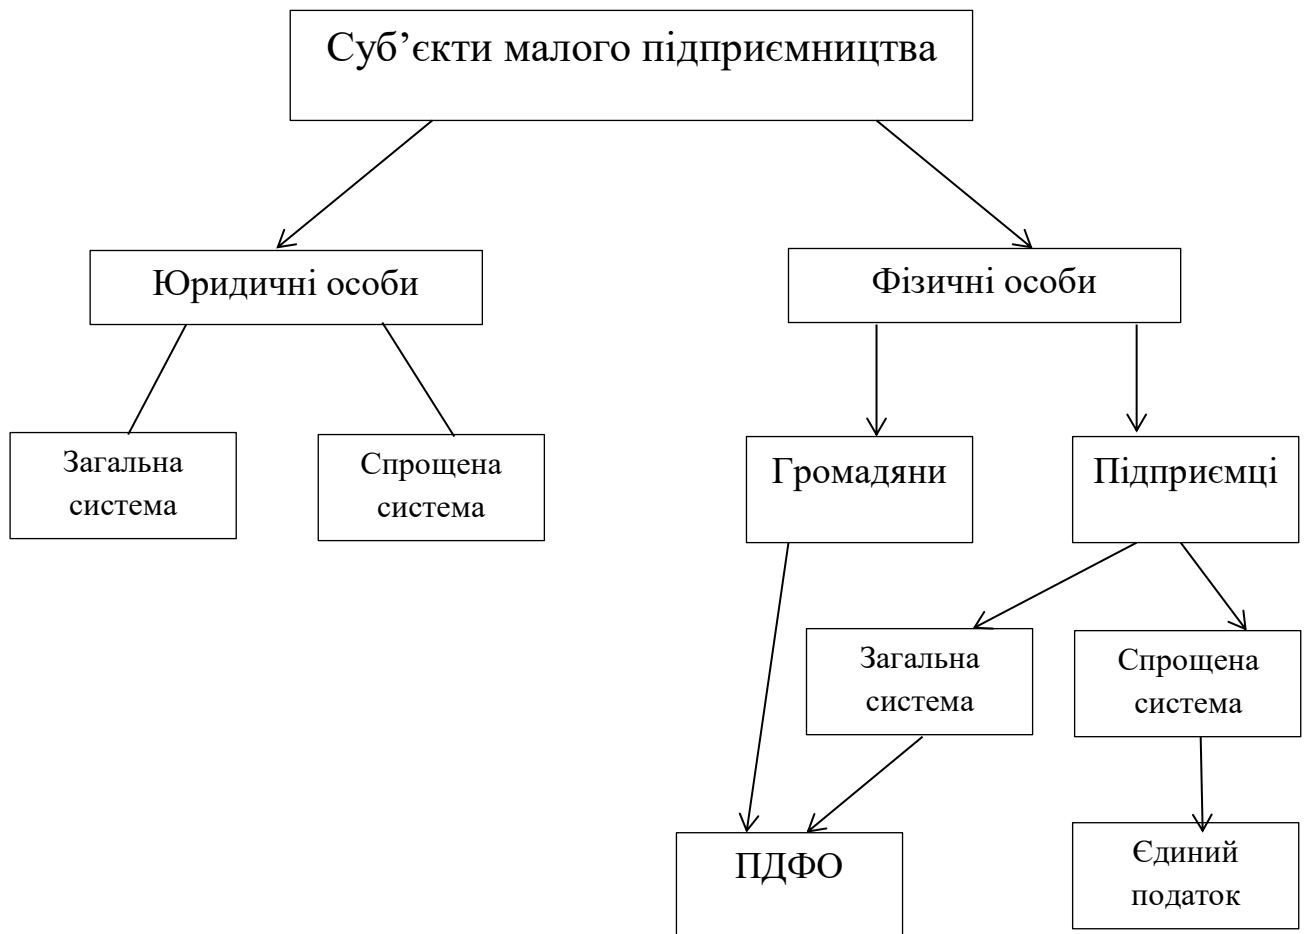 Суб’єкти малого підприємництва
Юридичні особи
Фізичні особи
Загальна
система
Спрощена
система
Громадяни
Підприємці
Загальна
система
Спрощена
система
ПДФО
Єдиний
податок